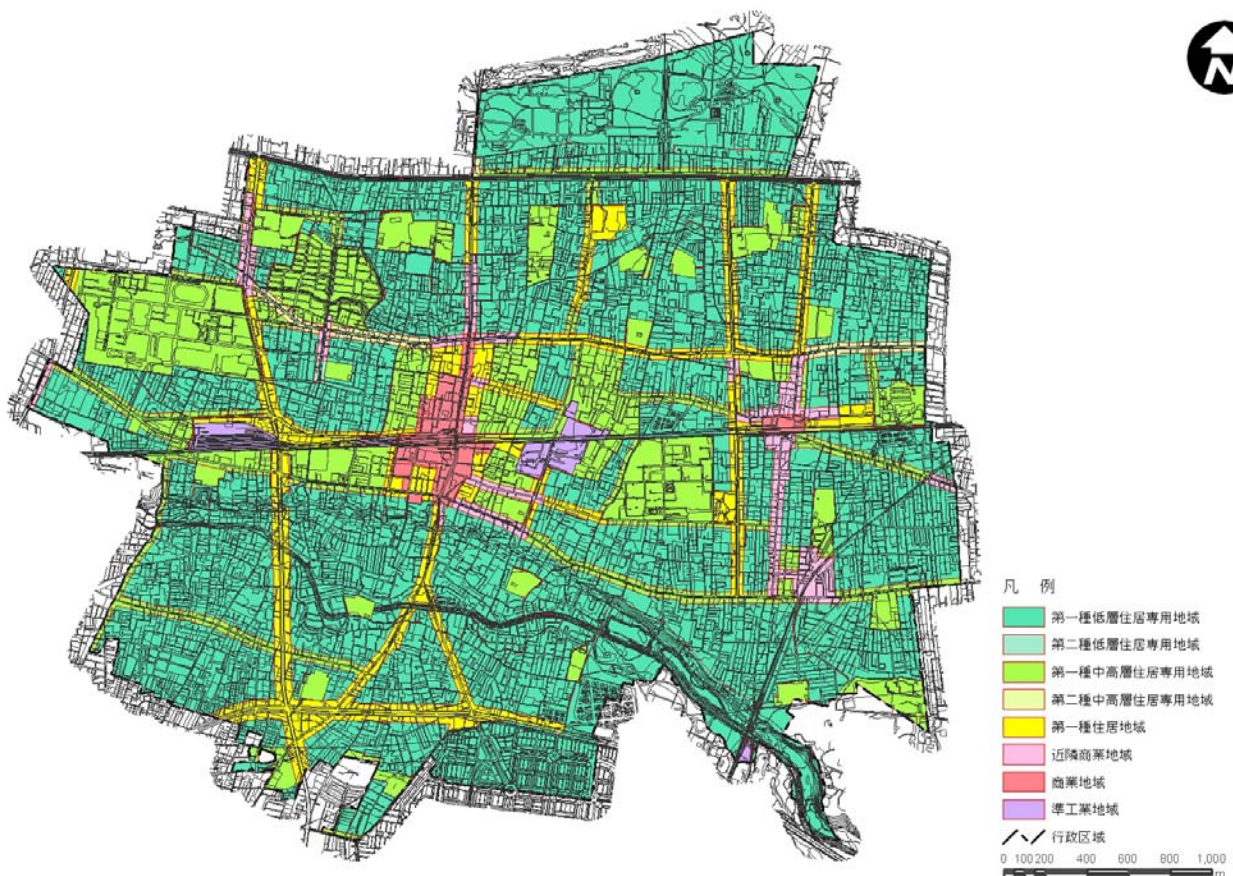 N
凡 例
第一種低層住居専用地域
第二種低層住居専用地域
第一種中高層住居専用地域
第二種中高層住居専用地域
第一種住居地域
近隣商業地域
商業地域
準工業地域
行政区域
0 100 200 400 600 800 1,000
m